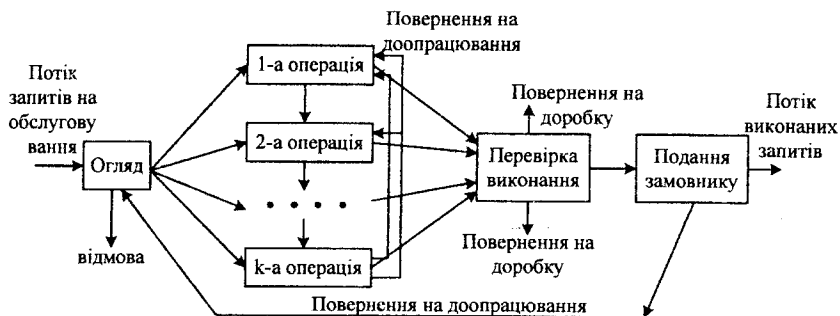 Повернення на
доопрацювання
Потік
запитів на
обслугову
вання
1-а операція
2-а операція
k-а операція
Огляд
відмова
Повернення на
доробку
Перевірка
виконання
Повернення на
доробку
Подання
замовнику
Потік
виконаних
запитів
Повернення на доопрацювання